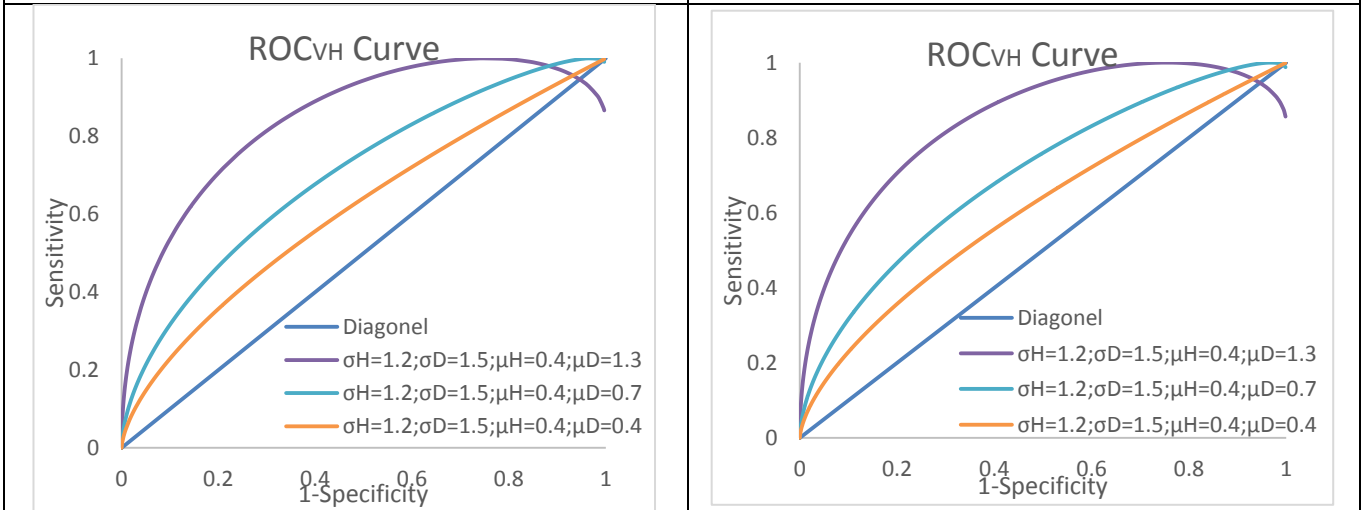 ROCVH Curve
1
0.8
0.6
0.4
0.2
0
Sensitivity
Diagonel
σH=1.2;σD=1.5;μH=0.4;μD=1.3
σH=1.2;σD=1.5;μH=0.4;μD=0.7
σH=1.2;σD=1.5;μH=0.4;μD=0.4
0 0.2 0.4 0.6 0.8 1
1-Specificity
ROCVH Curve
1
0.8
0.6
0.4
0.2
0
Sensitivity
Diagonel
σH=1.2;σD=1.5;μH=0.4;μD=1.3
σH=1.2;σD=1.5;μH=0.4;μD=0.7
σH=1.2;σD=1.5;μH=0.4;μD=0.4
0 0.2 0.4 0.6 0.8 1
1-Specificity